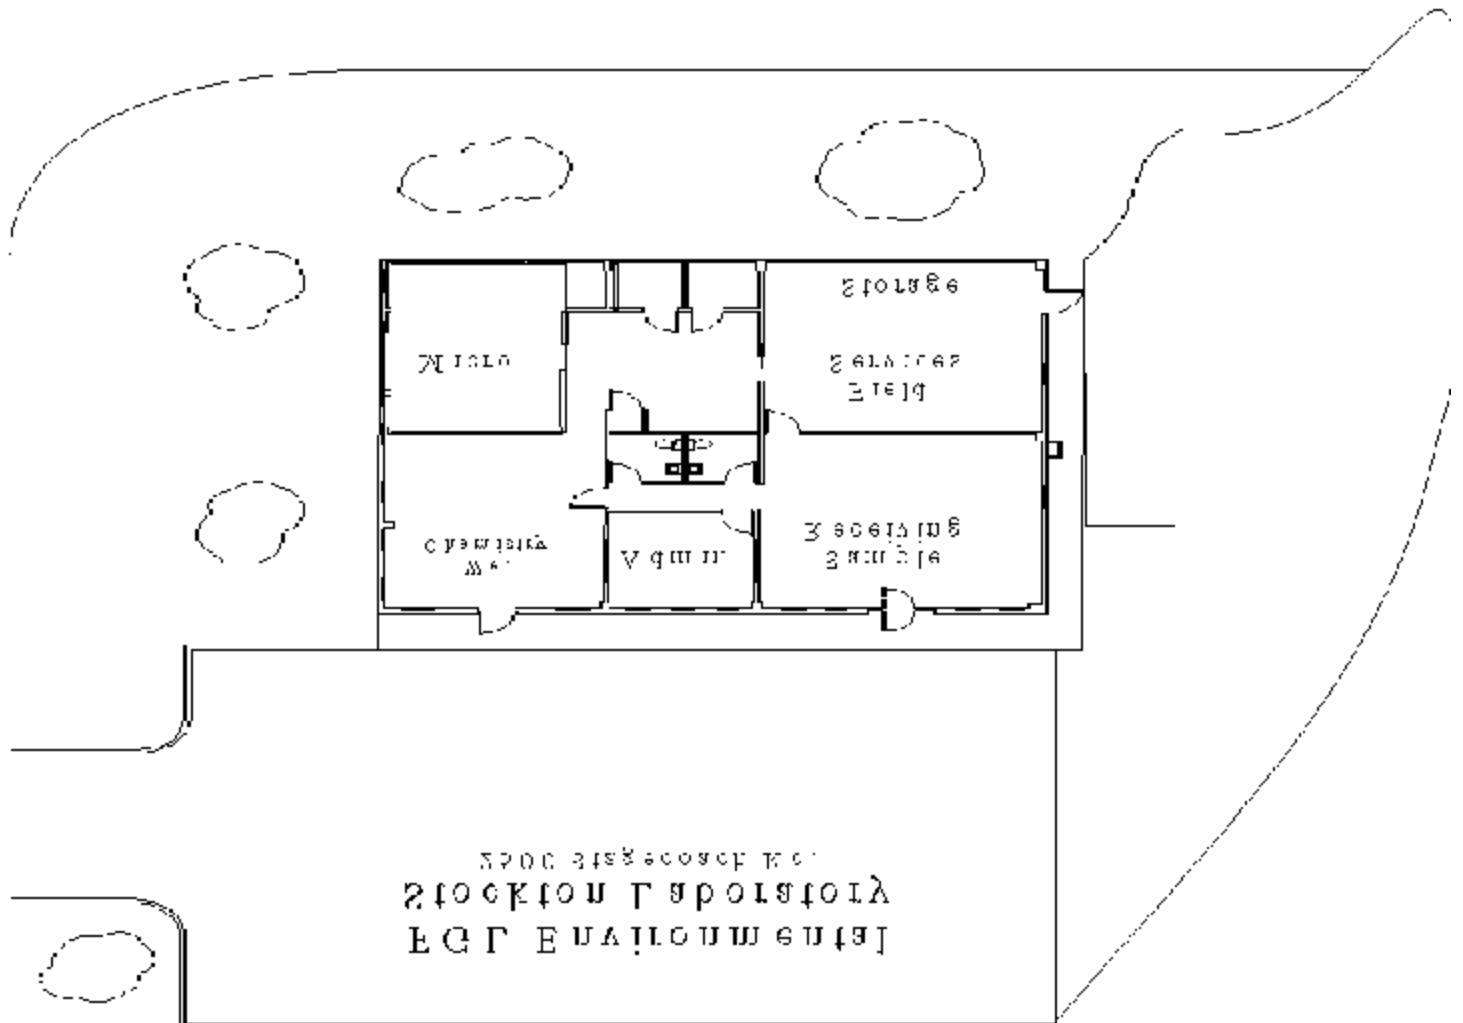 FGL Environmental
Stockton Laboratory
2500 Stagecoach Rd.
Wet
Chemistry
Admin
Sample
Receiving
Micro
Field
Services
Storage